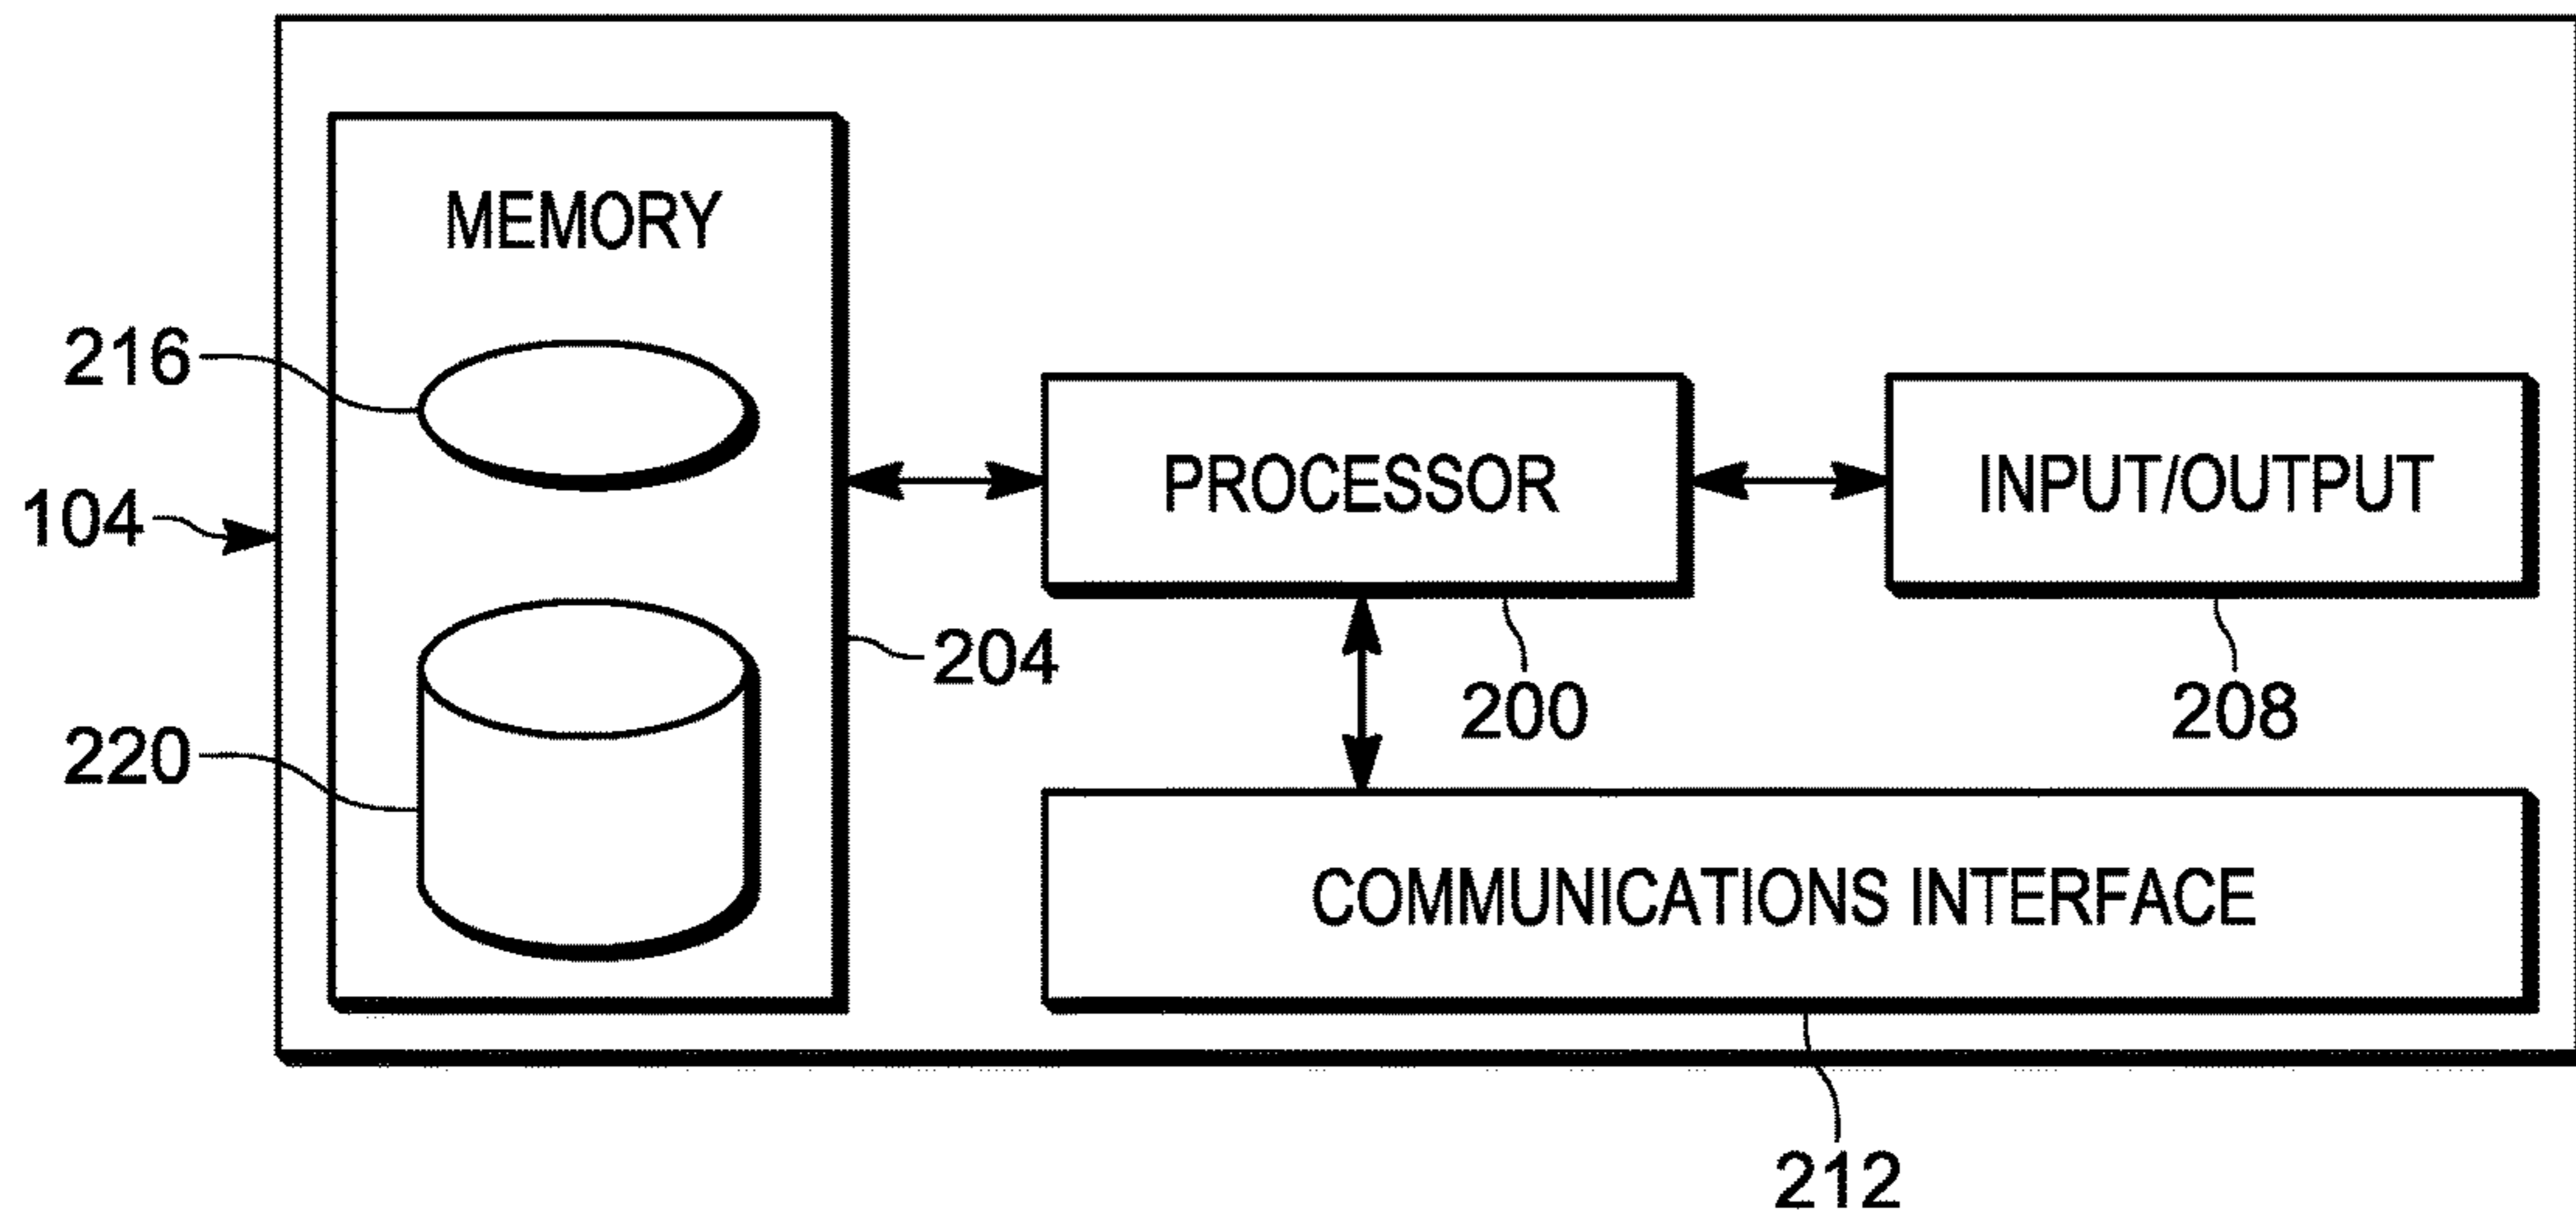 MEMORY
216
PROCESSOR
INPUT/OUTPUT
104
204
200
208
220
COMMUNICATIONS INTERFACE
212